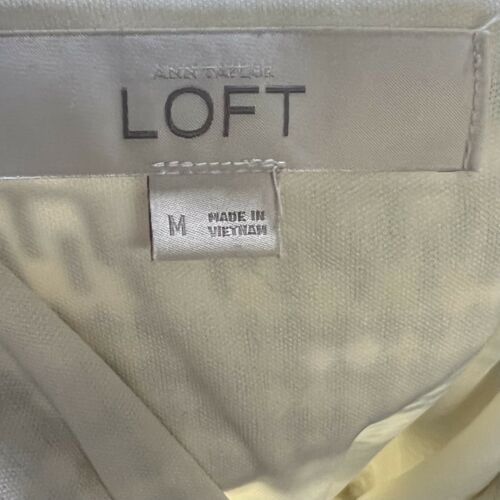 ANN TAYLOR
LOFT
M
MADE IN
VIETNAM